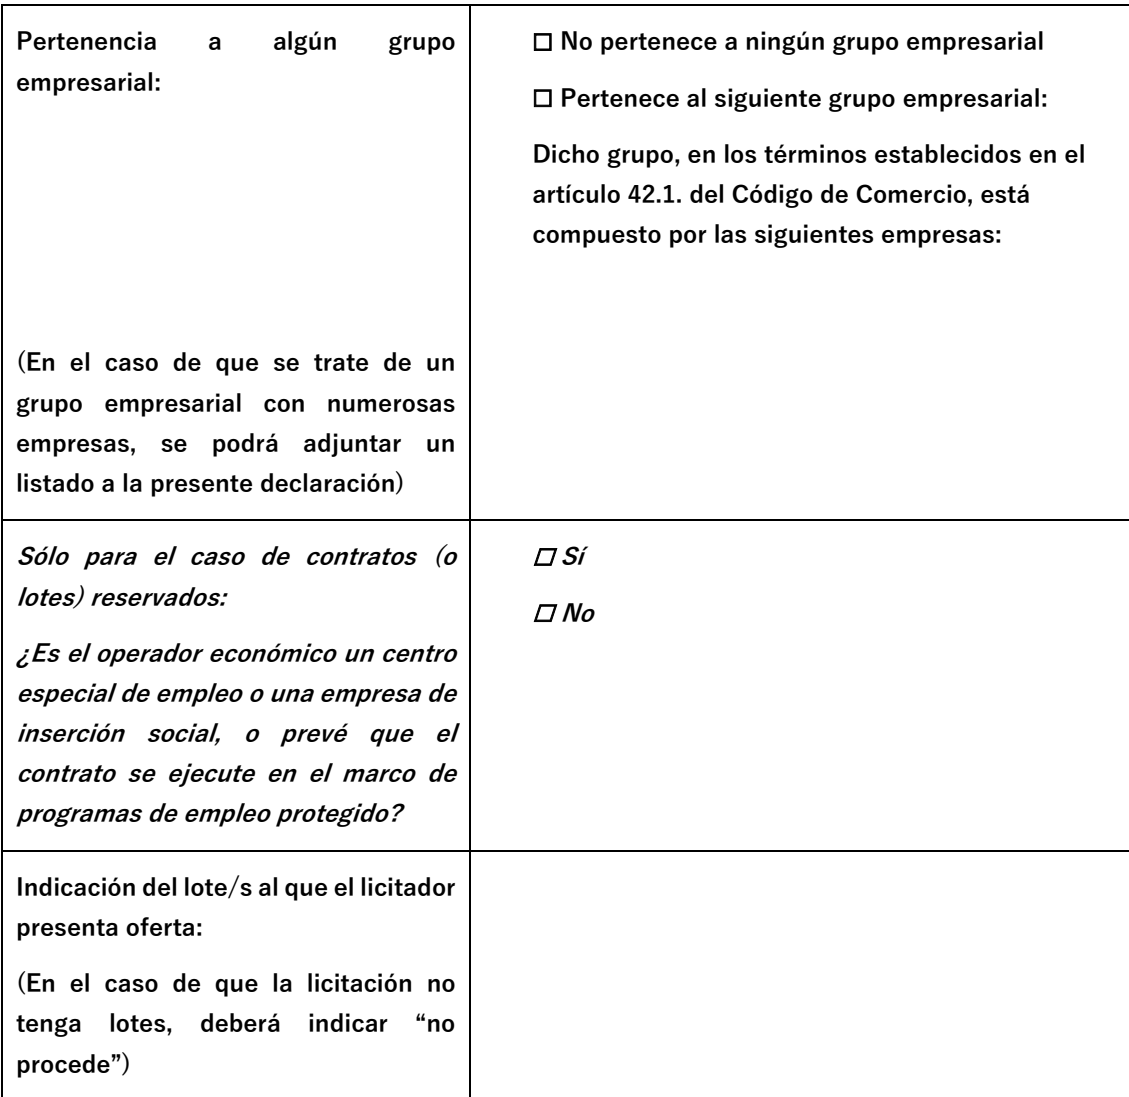 Pertenencia a algún grupo
empresarial:
(En el caso de que se trate de un
grupo empresarial con numerosas
empresas, se podrá adjuntar un
listado a la presente declaración)
☐ No pertenece a ningún grupo empresarial
☐ Pertenece al siguiente grupo empresarial:
Dicho grupo, en los términos establecidos en el
artículo 42.1. del Código de Comercio, está
compuesto por las siguientes empresas:
Sólo para el caso de contratos (o
lotes) reservados:
¿Es el operador económico un centro
especial de empleo o una empresa de
inserción social, o prevé que el
contrato se ejecute en el marco de
programas de empleo protegido?
☐ Sí
☐ No
Indicación del lote/s al que el licitador
presenta oferta:
(En el caso de que la licitación no
tenga lotes, deberá indicar “no
procede”)